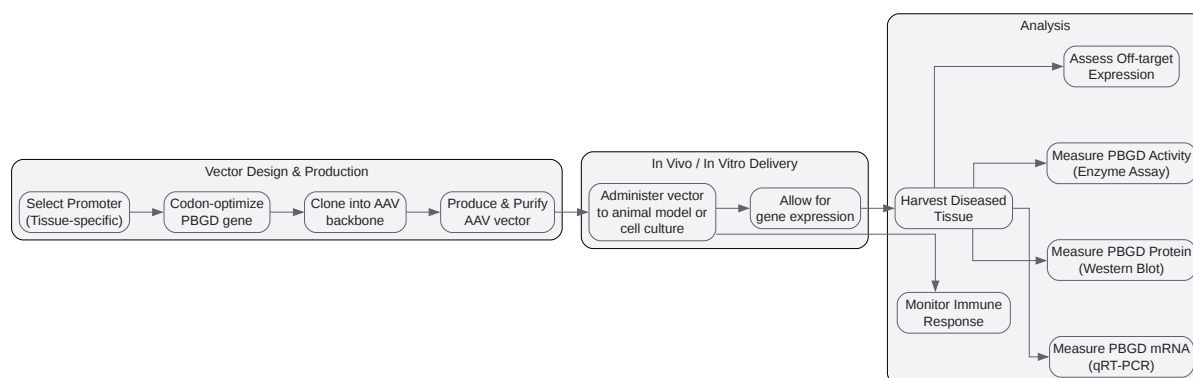 Vector Design & Production
Select Promoter
(Tissue-specific)
Codon-optimize
PBGD gene
Clone into AAV
backbone
Produce & Purify
AAV vector
In Vivo / In Vitro Delivery
Administer vector
to animal model or
cell culture
Allow for
gene expression
Analysis
Harvest Diseased
Tissue
Monitor Immune
Response
Assess Off-target
Expression
Measure PBGD Activity
(Enzyme Assay)
Measure PBGD Protein
(Western Blot)
Measure PBGD mRNA
(qRT-PCR)